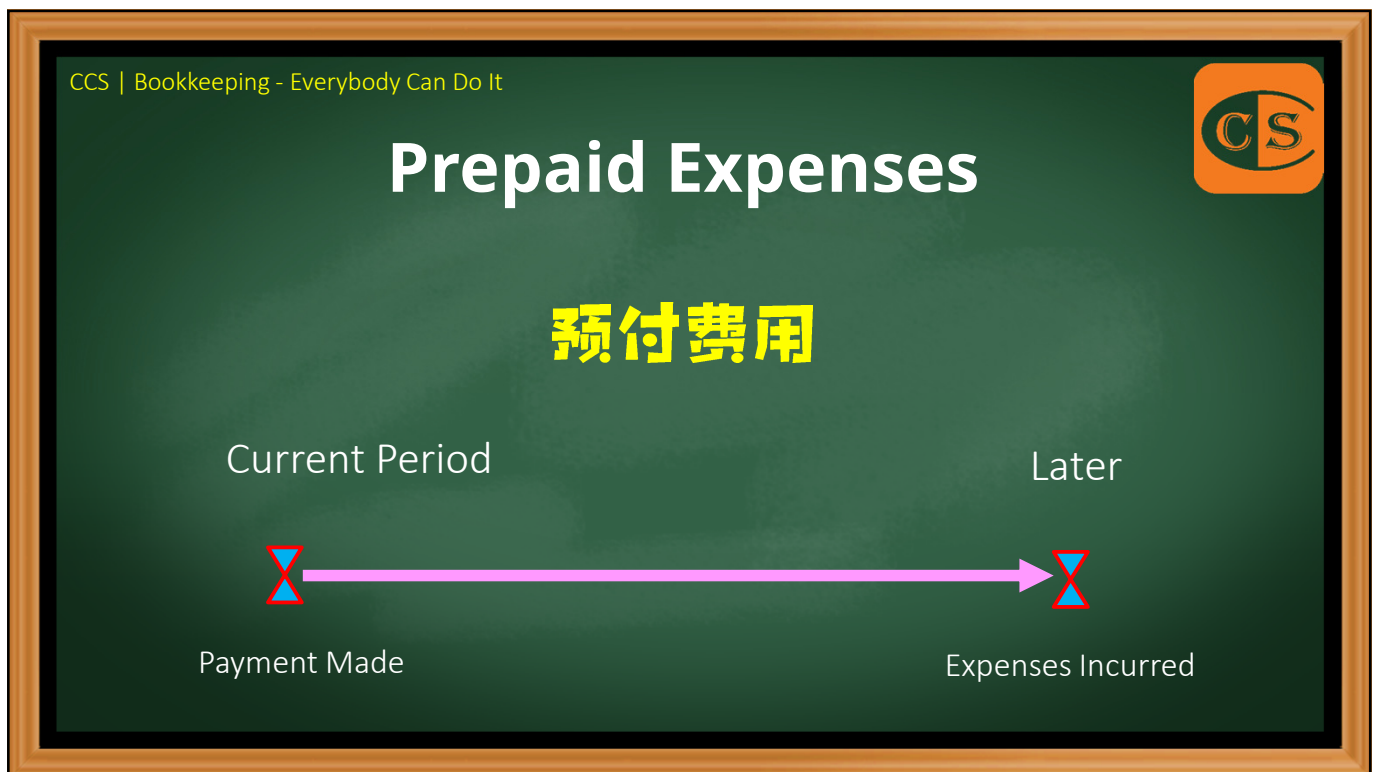 CCS | Bookkeeping - Everybody Can Do It
CS
Prepaid Expenses
预付费用
Current Period
Later
Payment Made
Expenses Incurred